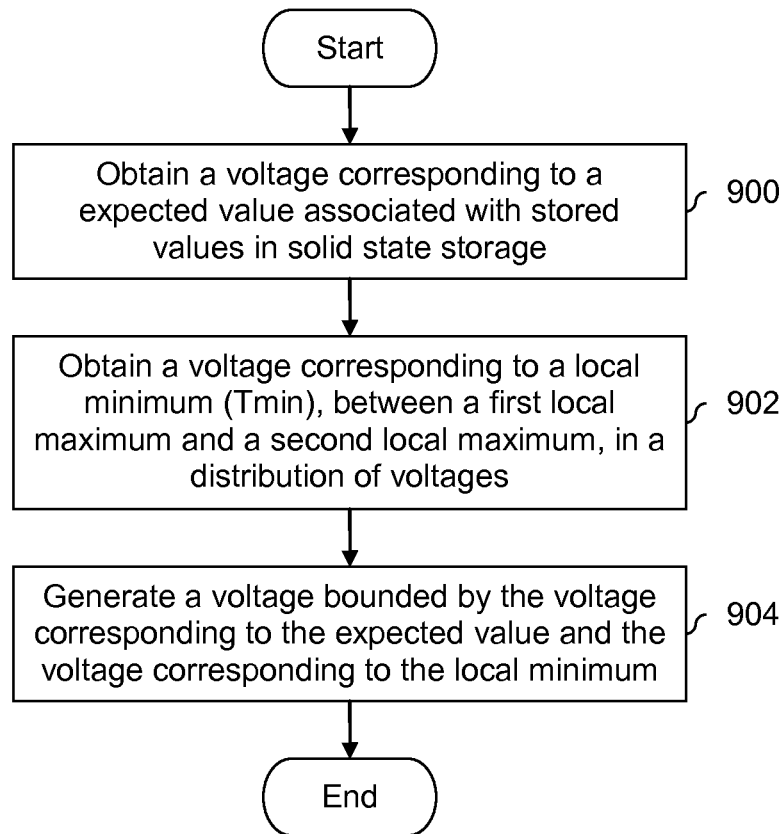 Start
Obtain a voltage corresponding to a
expected value associated with stored
values in solid state storage
900
Obtain a voltage corresponding to a local
minimum (Tmin), between a first local
maximum and a second local maximum, in a
distribution of voltages
902
Generate a voltage bounded by the voltage
corresponding to the expected value and the
voltage corresponding to the local minimum
904
End